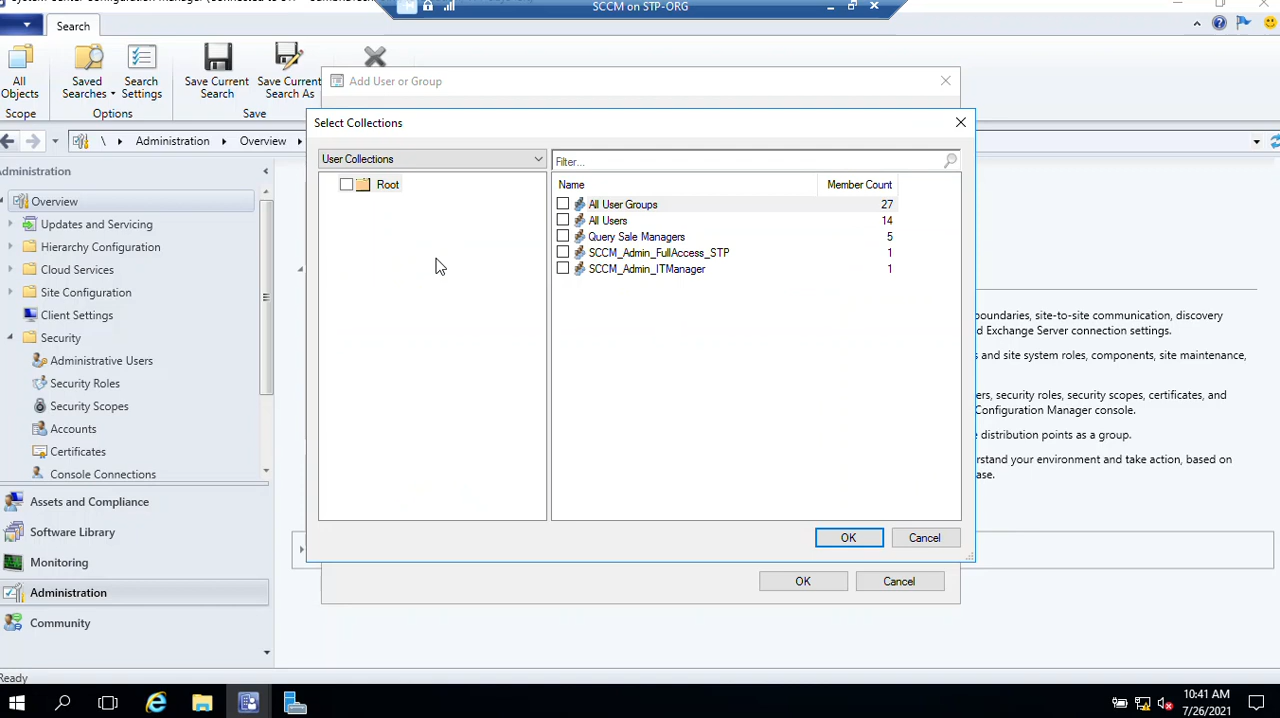 SCCM on STP-ORG
Search
All Objects
Saved Searches
Search Settings
Save Current Search
Save Current Search As
Scope
Options
Save
Add User or Group
\ Administration Overview
Select Collections
User Collections
Filter...
Root
Name Member Count
All User Groups 27
All Users 14
Query Sale Managers 5
SCCM_Admin_FullAccess_STP 1
SCCM_Admin_ITManager 1
OK Cancel
OK Cancel
Administration
Overview
Updates and Servicing
Hierarchy Configuration
Cloud Services
Site Configuration
Client Settings
Security
Administrative Users
Security Roles
Security Scopes
Accounts
Certificates
Console Connections
Assets and Compliance
Software Library
Monitoring
Administration
Community
oundaries, site-to-site communication, discovery
d Exchange Server connection settings.
s and site system roles, components, site maintenance,
ers, security roles, security scopes, certificates, and
Configuration Manager console.
distribution points as a group.
rstand your environment and take action, based on
ase.
Ready
10:41 AM
7/26/2021